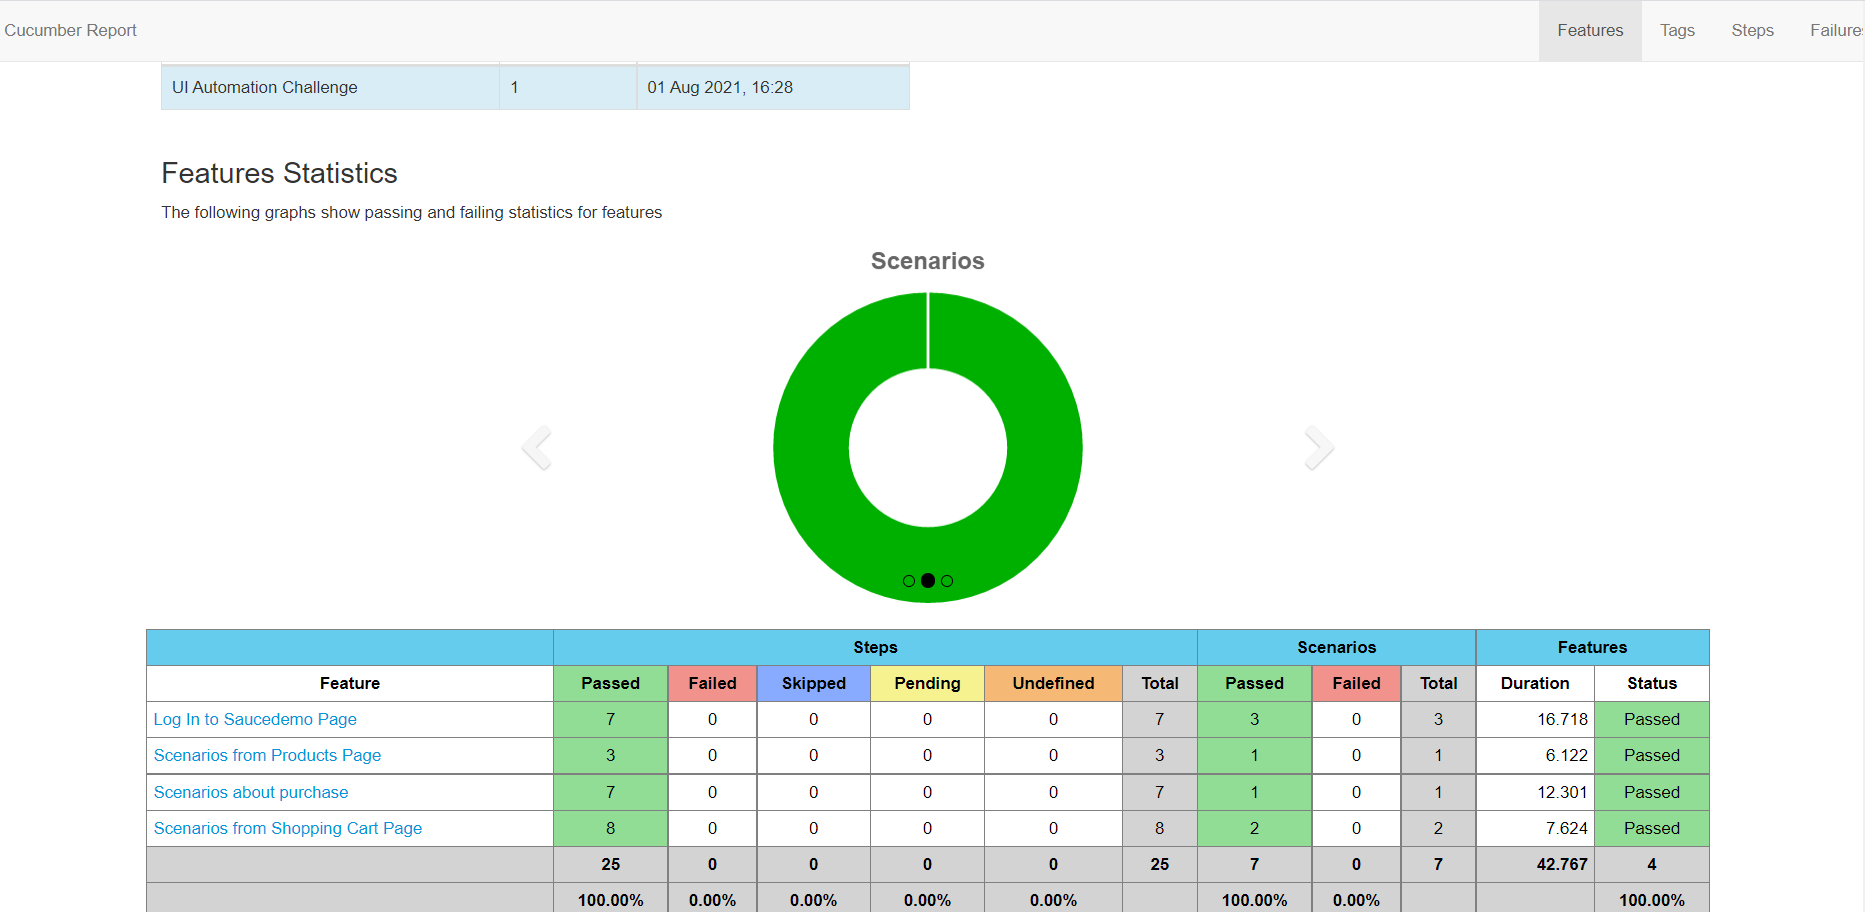 Cucumber Report Features Tags Steps Failure
UI Automation Challenge 1 01 Aug 2021, 16:28
Features Statistics
The following graphs show passing and failing statistics for features
Scenarios
Steps Scenarios Features
Feature Passed Failed Skipped Pending Undefined Total Passed Failed Total Duration Status
Log In to Saucedemo Page 7 0 0 0 0 7 3 0 3 16.718 Passed
Scenarios from Products Page 3 0 0 0 0 3 1 0 1 6.122 Passed
Scenarios about purchase 7 0 0 0 0 7 1 0 1 12.301 Passed
Scenarios from Shopping Cart Page 8 0 0 0 0 8 2 0 2 7.624 Passed
25 0 0 0 0 25 7 0 7 42.767 4
100.00% 0.00% 0.00% 0.00% 0.00% 100.00% 0.00% 100.00%